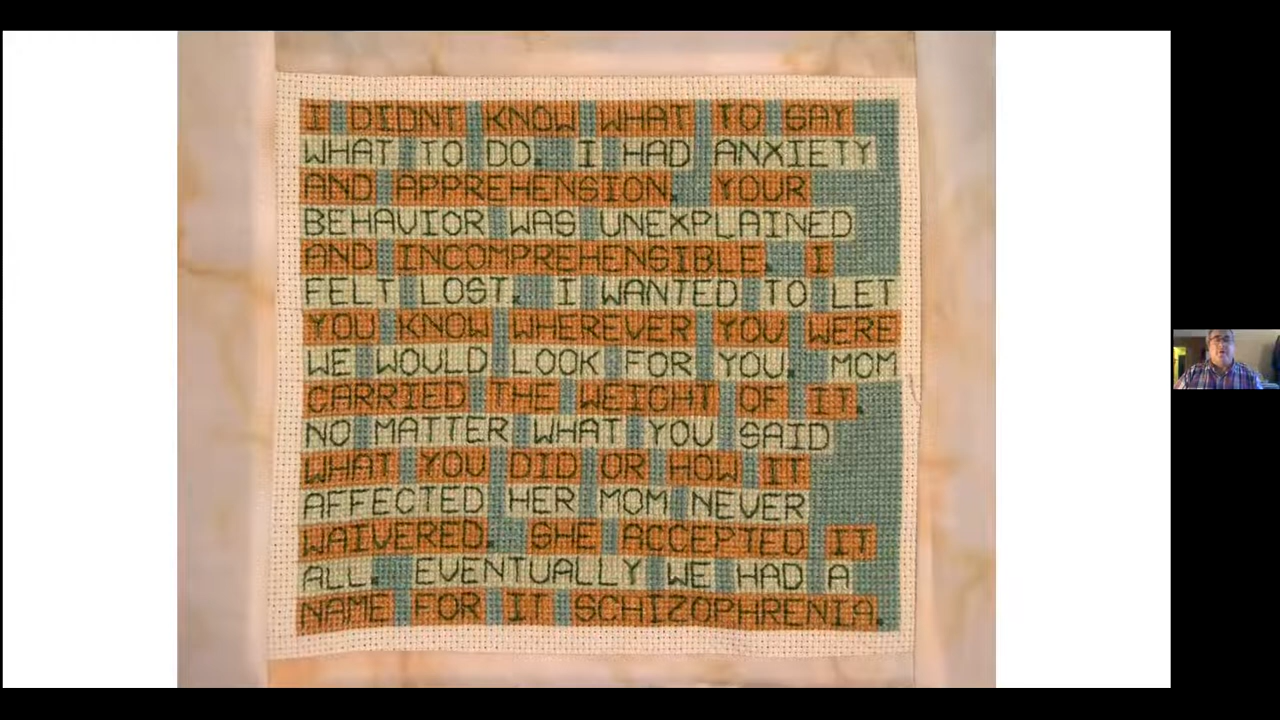 I DIDNT KNOW WHAT TO SAY
WHAT TO DO. I HAD ANXIETY
AND APPREHENSION. YOUR
BEHAVIOR WAS UNEXPLAINED
AND INCOMPREHENSIBLE. I
FELT LOST. I WANTED TO LET
YOU KNOW WHEREVER YOU WERE
WE WOULD LOOK FOR YOU. MOM
CARRIED THE WEIGHT OF IT.
NO MATTER WHAT YOU SAID
WHAT YOU DID OR HOW IT
AFFECTED HER MOM NEVER
WAIVERED. SHE ACCEPTED IT
ALL. EVENTUALLY WE HAD A
NAME FOR IT SCHIZOPHRENIA.